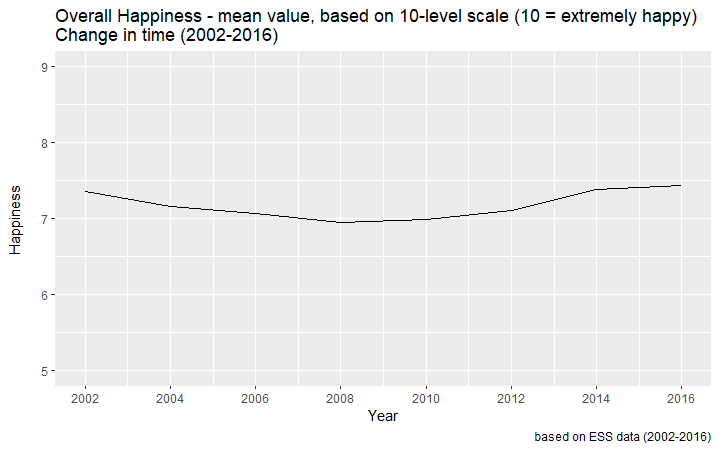 Overall Happiness - mean value, based on 10-level scale (10 = extremely happy)
Change in time (2002-2016)
9
8
7
6
5
Happiness
2002 2004 2006 2008 2010 2012 2014 2016
Year
based on ESS data (2002-2016)